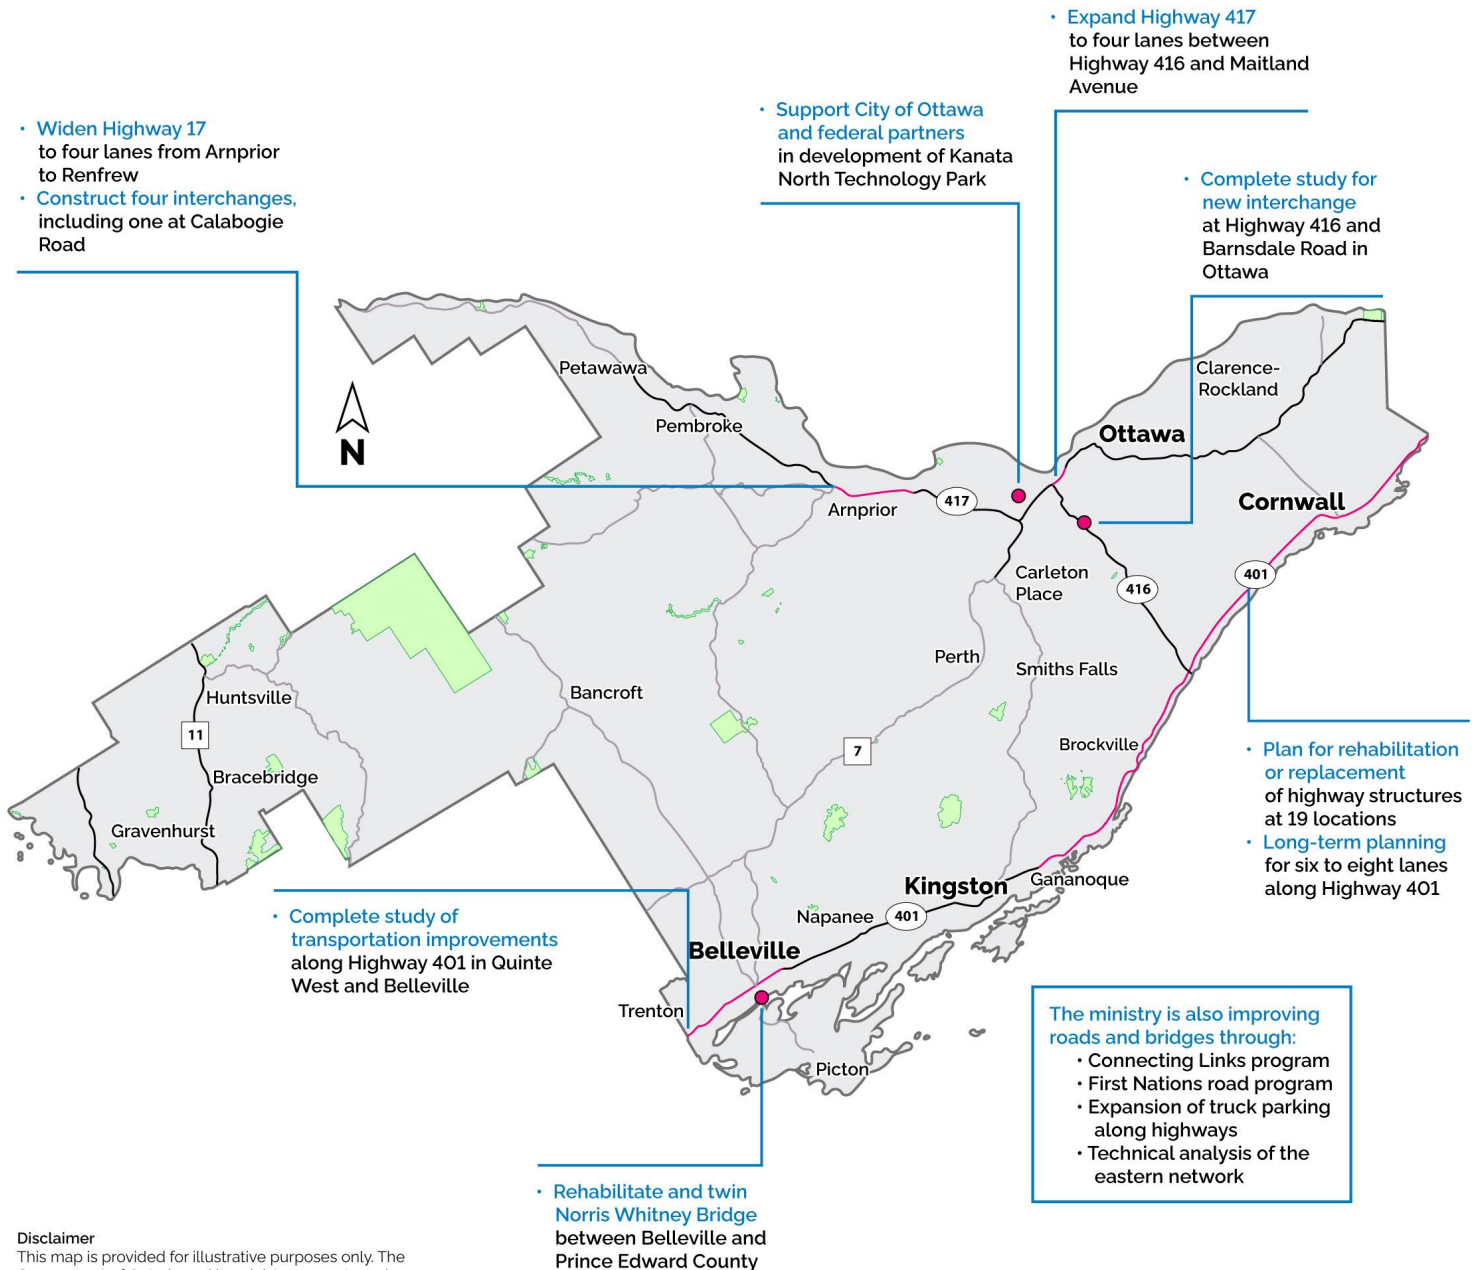 • Expand Highway 417
to four lanes between
Highway 416 and Maitland
Avenue
• Support City of Ottawa
and federal partners
in development of Kanata
North Technology Park
• Widen Highway 17
to four lanes from Arnprior
to Renfrew
• Construct four interchanges,
including one at Calabogie
Road
• Complete study for
new interchange
at Highway 416 and
Barnsdale Road in
Ottawa
Petawawa
Clarence-
Rockland
N
Pembroke
Ottawa
417
Arnprior
Cornwall
Carleton
Place
416
401
Perth
Smiths Falls
Huntsville
Bancroft
11
7
Brockville
Bracebridge
Gravenhurst
• Plan for rehabilitation
or replacement
of highway structures
at 19 locations
• Long-term planning
for six to eight lanes
along Highway 401
Kingston
Gananoque
Napanee
401
• Complete study of
transportation improvements
along Highway 401 in Quinte
West and Belleville
Belleville
Trenton
Picton
The ministry is also improving
roads and bridges through:
• Connecting Links program
• First Nations road program
• Expansion of truck parking
along highways
• Technical analysis of the
eastern network
• Rehabilitate and twin
Norris Whitney Bridge
between Belleville and
Prince Edward County
Disclaimer
This map is provided for illustrative purposes only. The